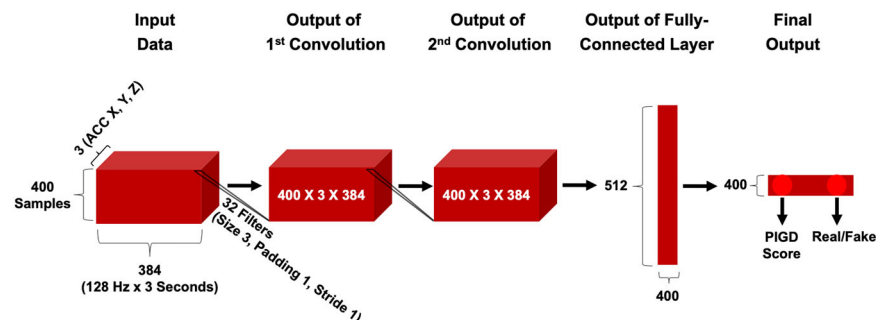 Input
Data
Output of
1st Convolution
Output of
2nd Convolution
Output of Fully-
Connected Layer
Final
Output
3 (ACC X, Y, Z)
400
Samples
384
(128 Hz x 3 Seconds)
32 Filters
(Size 3, Padding 1, Stride 1)
400 X 3 X 384
400 X 3 X 384
512
400
400
PIGD
Score
Real/Fake